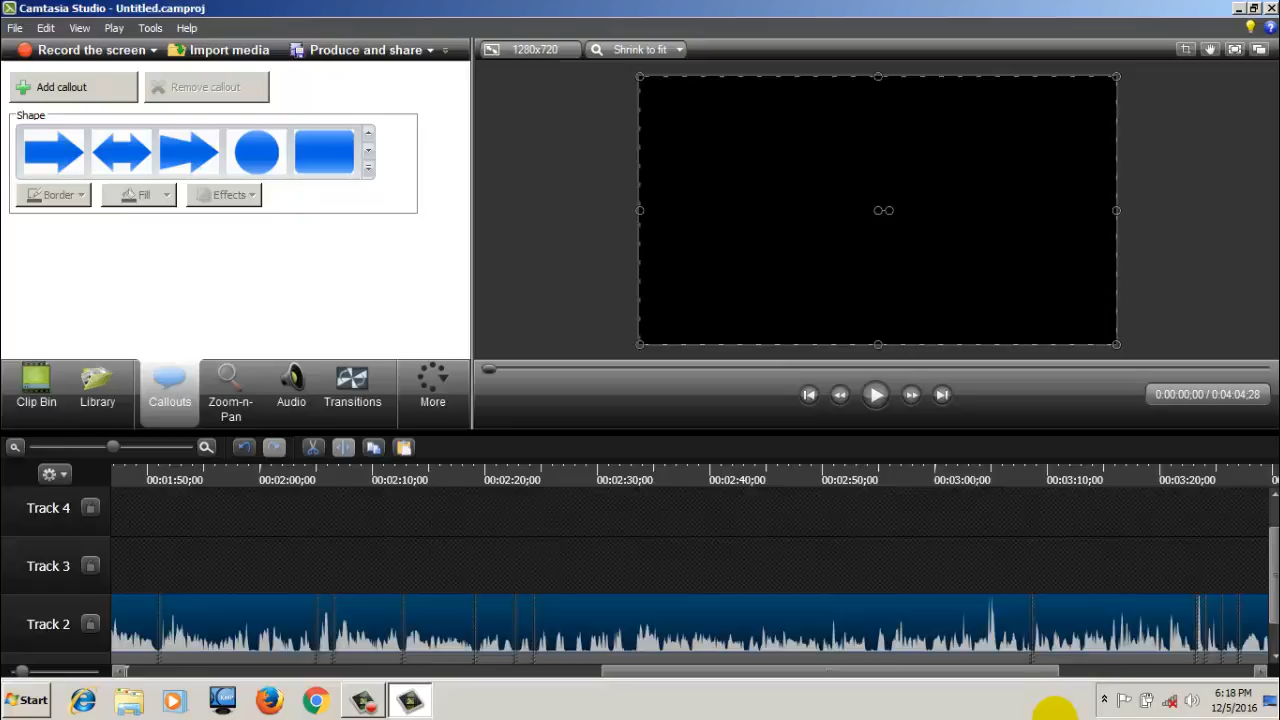 Camtasia Studio - Untitled.camproj
File Edit View Play Tools Help
Record the screen Import media Produce and share
1280x720 Shrink to fit
Add callout Remove callout
Shape
Border Fill Effects
Clip Bin Library Callouts Zoom-n-Pan Audio Transitions More
0:00:00;00 / 0:04:04;28
00:01:50;00 00:02:00;00 00:02:10;00 00:02:20;00 00:02:30;00 00:02:40;00 00:02:50;00 00:03:00;00 00:03:10;00 00:03:20;00
Track 4
Track 3
Track 2
Start
6:18 PM
12/5/2016